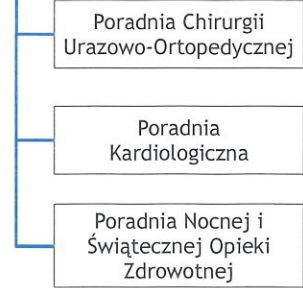 Poradnia Chirurgii
Urazowo-Ortopedycznej
Poradnia
Kardiologiczna
Poradnia Nocnej i
Świątecznej Opieki
Zdrowotnej